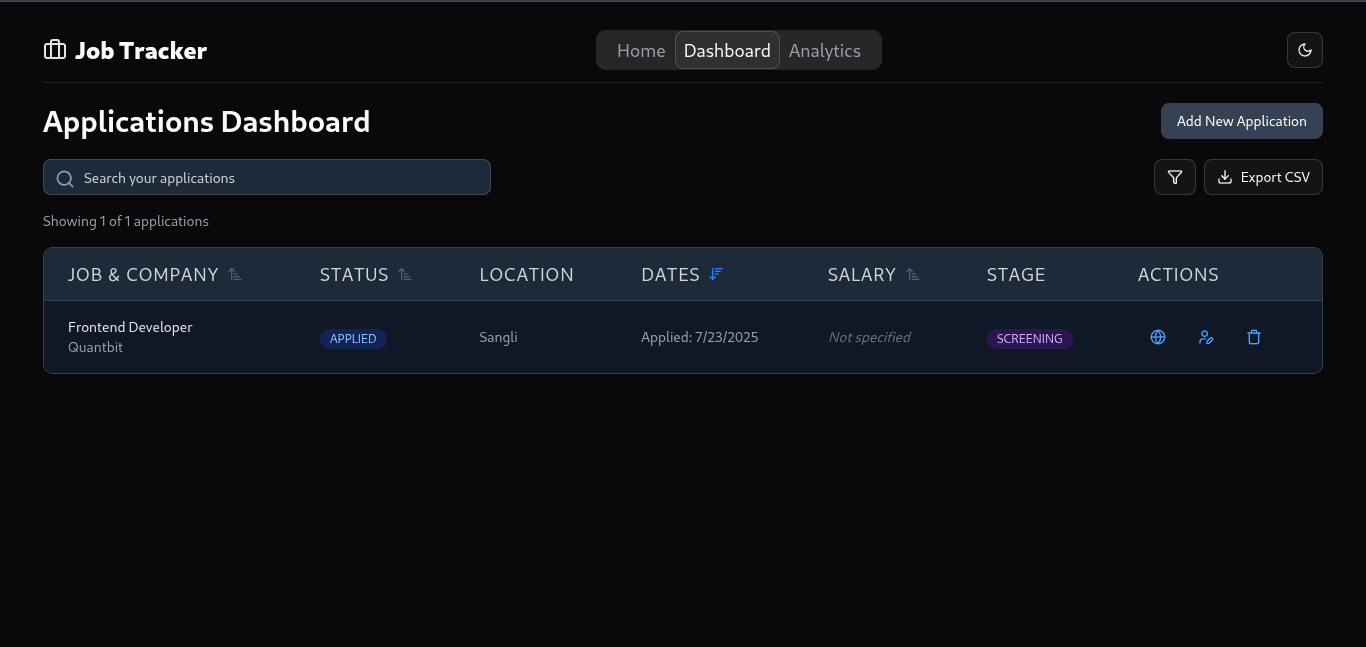 Job Tracker
Home Dashboard Analytics
Applications Dashboard
Add New Application
Search your applications
Export CSV
Showing 1 of 1 applications
JOB & COMPANY STATUS LOCATION DATES SALARY STAGE ACTIONS
Frontend Developer
Quantbit
APPLIED
Sangli
Applied: 7/23/2025
Not specified
SCREENING